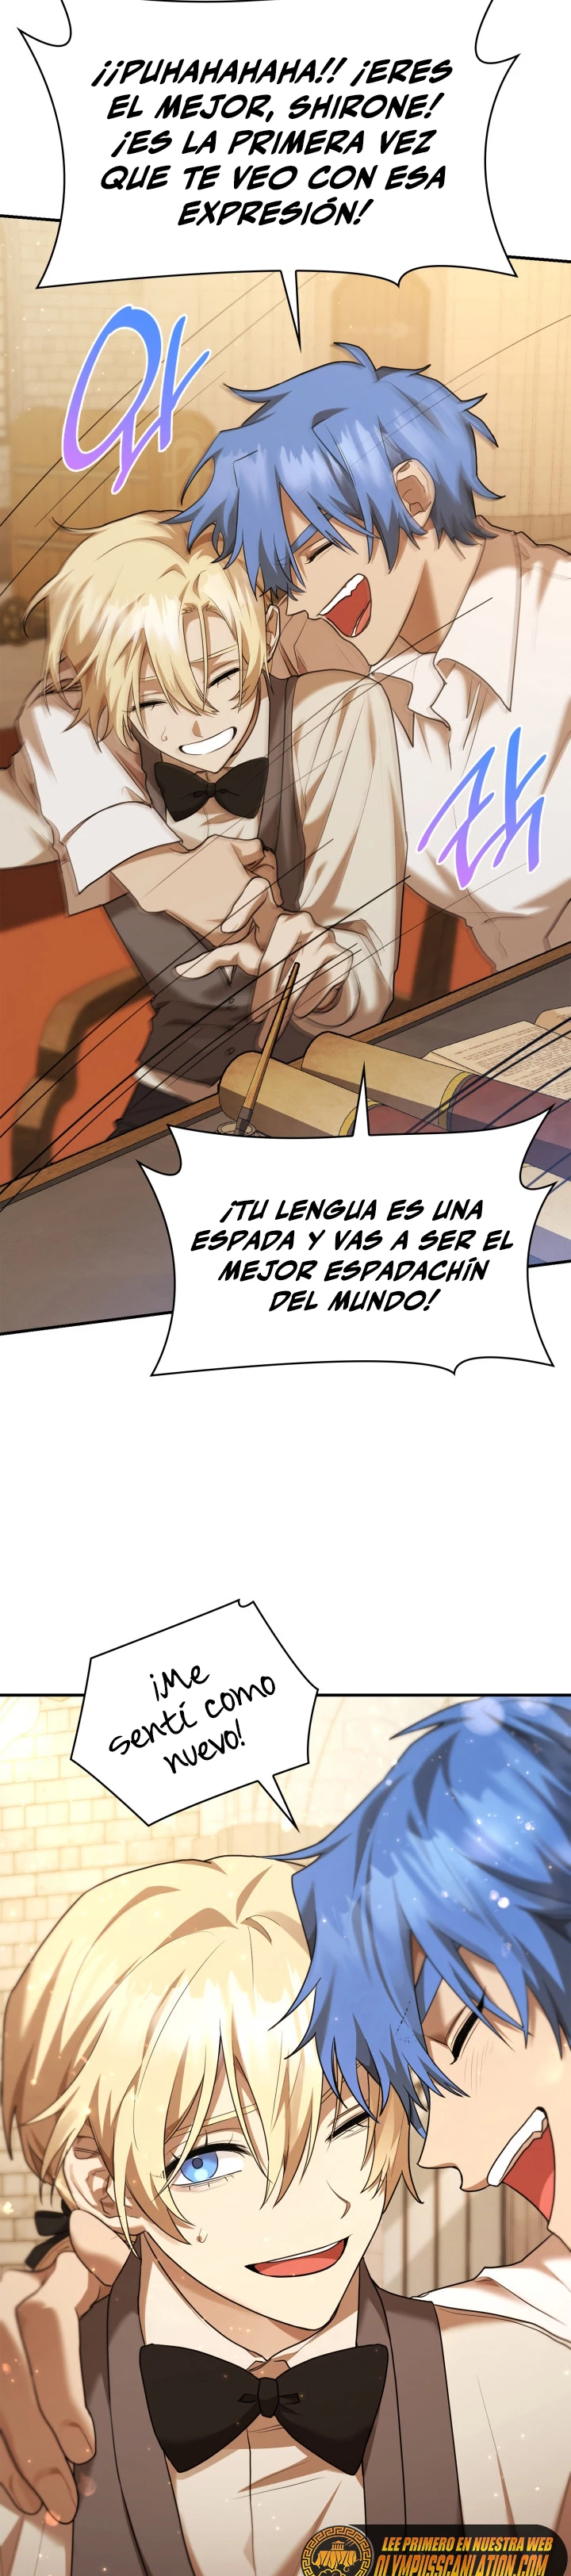 ¡¡PUHAHAHAHA!! ¡ERES
EL MEJOR, SHIRONE!
¡ES LA PRIMERA VEZ
QUE TE VEO CON ESA
EXPRESIÓN!
와
락
¡TU LENGUA ES UNA
ESPADA Y VAS A SER EL
MEJOR ESPADACHÍN
DEL MUNDO!
¡Me
sentí como
nuevo!
LEE PRIMERO EN NUESTRA WEB
OLYMPUSSCANLATION.COM